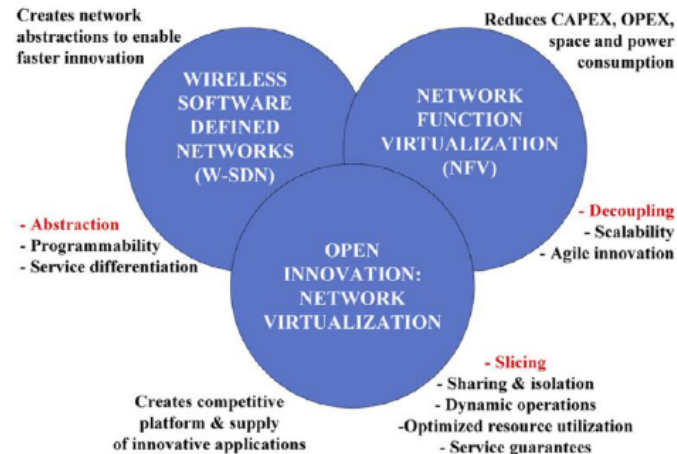 Creates network
abstractions to enable
faster innovation
Reduces CAPEX, OPEX,
space and power
consumption
WIRELESS
SOFTWARE
DEFINED
NETWORKS
(W-SDN)
NETWORK
FUNCTION
VIRTUALIZATION
(NFV)
- Abstraction
- Programmability
- Service differentiation
- Decoupling
- Scalability
- Agile innovation
OPEN
INNOVATION:
NETWORK
VIRTUALIZATION
Creates competitive
platform & supply
of innovative applications
- Slicing
- Sharing & isolation
- Dynamic operations
-Optimized resource utilization
- Service guarantees